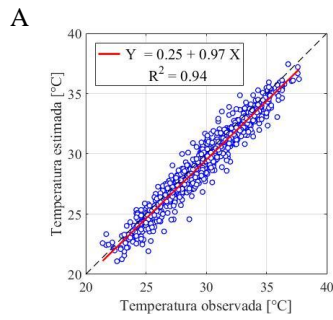 A
Y = 0.25 + 0.97 X
R² = 0.94
Temperatura estimada [°C]
40
35
30
25
20
20 25 30 35 40
Temperatura observada [°C]